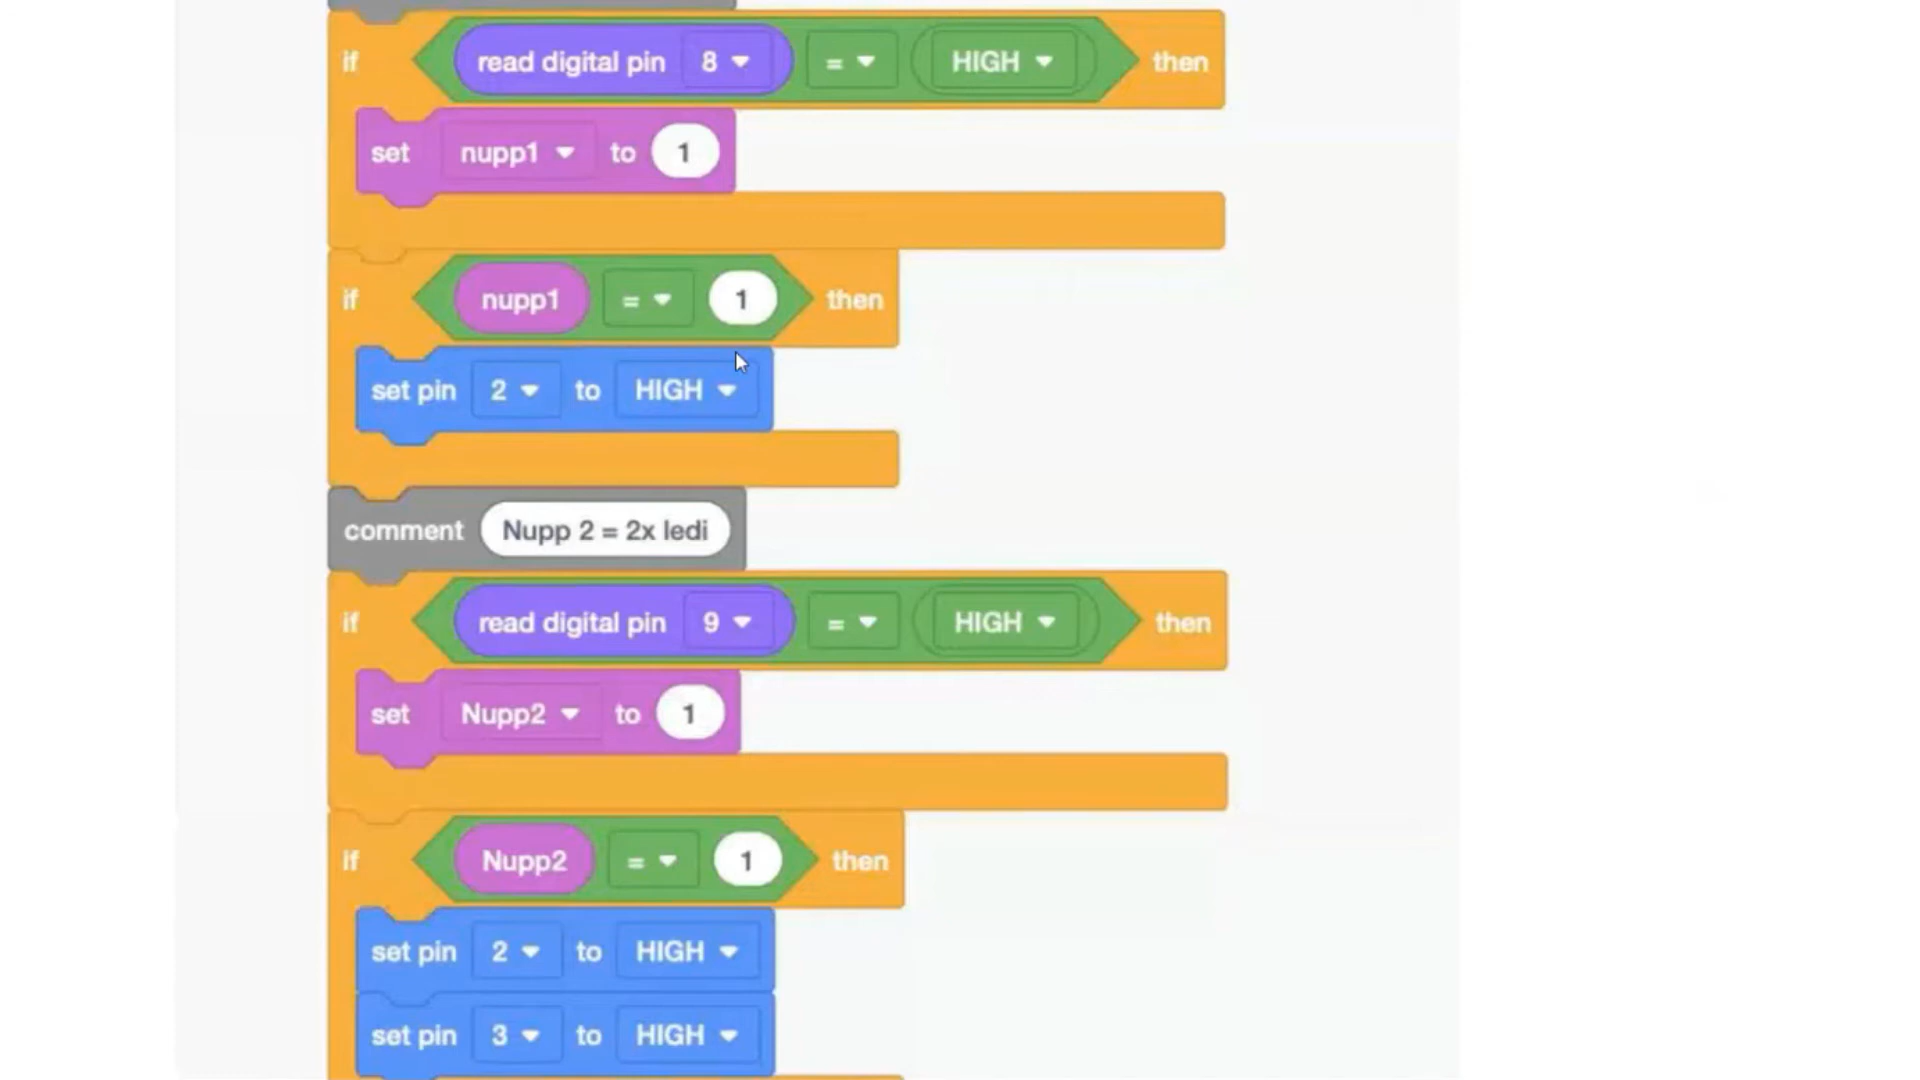 if read digital pin 8 = HIGH then
set nupp1 to 1
if nupp1 = 1 then
set pin 2 to HIGH
comment Nupp 2 = 2x ledi
if read digital pin 9 = HIGH then
set Nupp2 to 1
if Nupp2 = 1 then
set pin 2 to HIGH
set pin 3 to HIGH